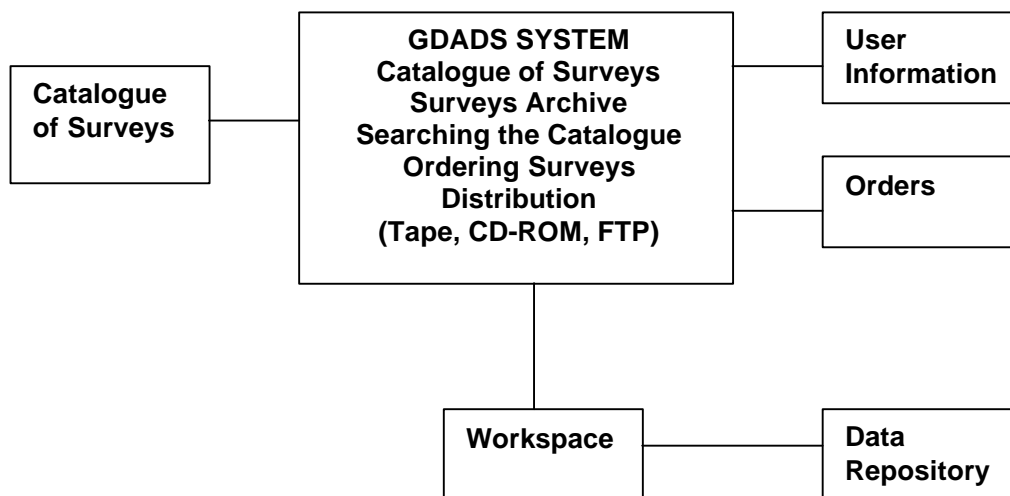 GDADS SYSTEM
Catalogue of Surveys
Surveys Archive
Searching the Catalogue
Ordering Surveys
Distribution
(Tape, CD-ROM, FTP)
Catalogue
of Surveys
User
Information
Orders
Workspace
Data
Repository